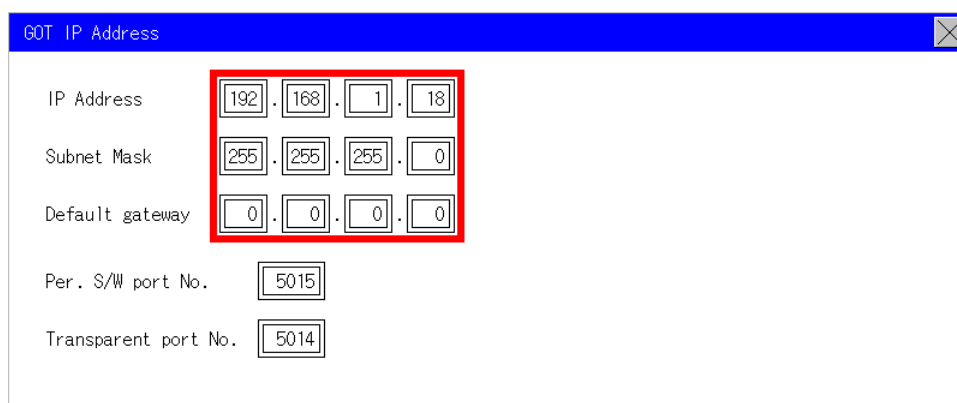 GOT IP Address
IP Address 192 . 168 . 1 . 18
Subnet Mask 255 . 255 . 255 . 0
Default gateway 0 . 0 . 0 . 0
Per. S/W port No. 5015
Transparent port No. 5014